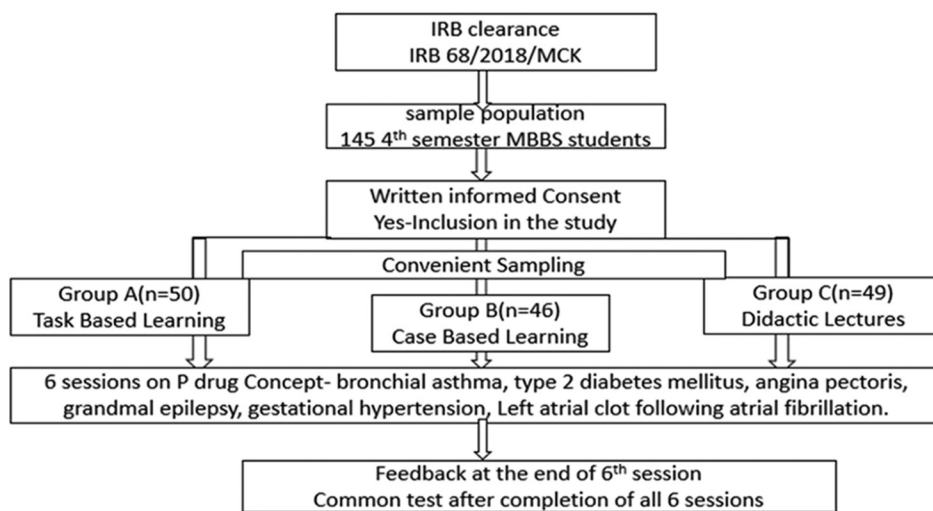 IRB clearance
IRB 68/2018/MCK
sample population
145 4th semester MBBS students
Written informed Consent
Yes-Inclusion in the study
Convenient Sampling
Group A(n=50)
Task Based Learning
Group B(n=46)
Case Based Learning
Group C(n=49)
Didactic Lectures
6 sessions on P drug Concept- bronchial asthma, type 2 diabetes mellitus, angina pectoris,
grandmal epilepsy, gestational hypertension, Left atrial clot following atrial fibrillation.
Feedback at the end of 6th session
Common test after completion of all 6 sessions